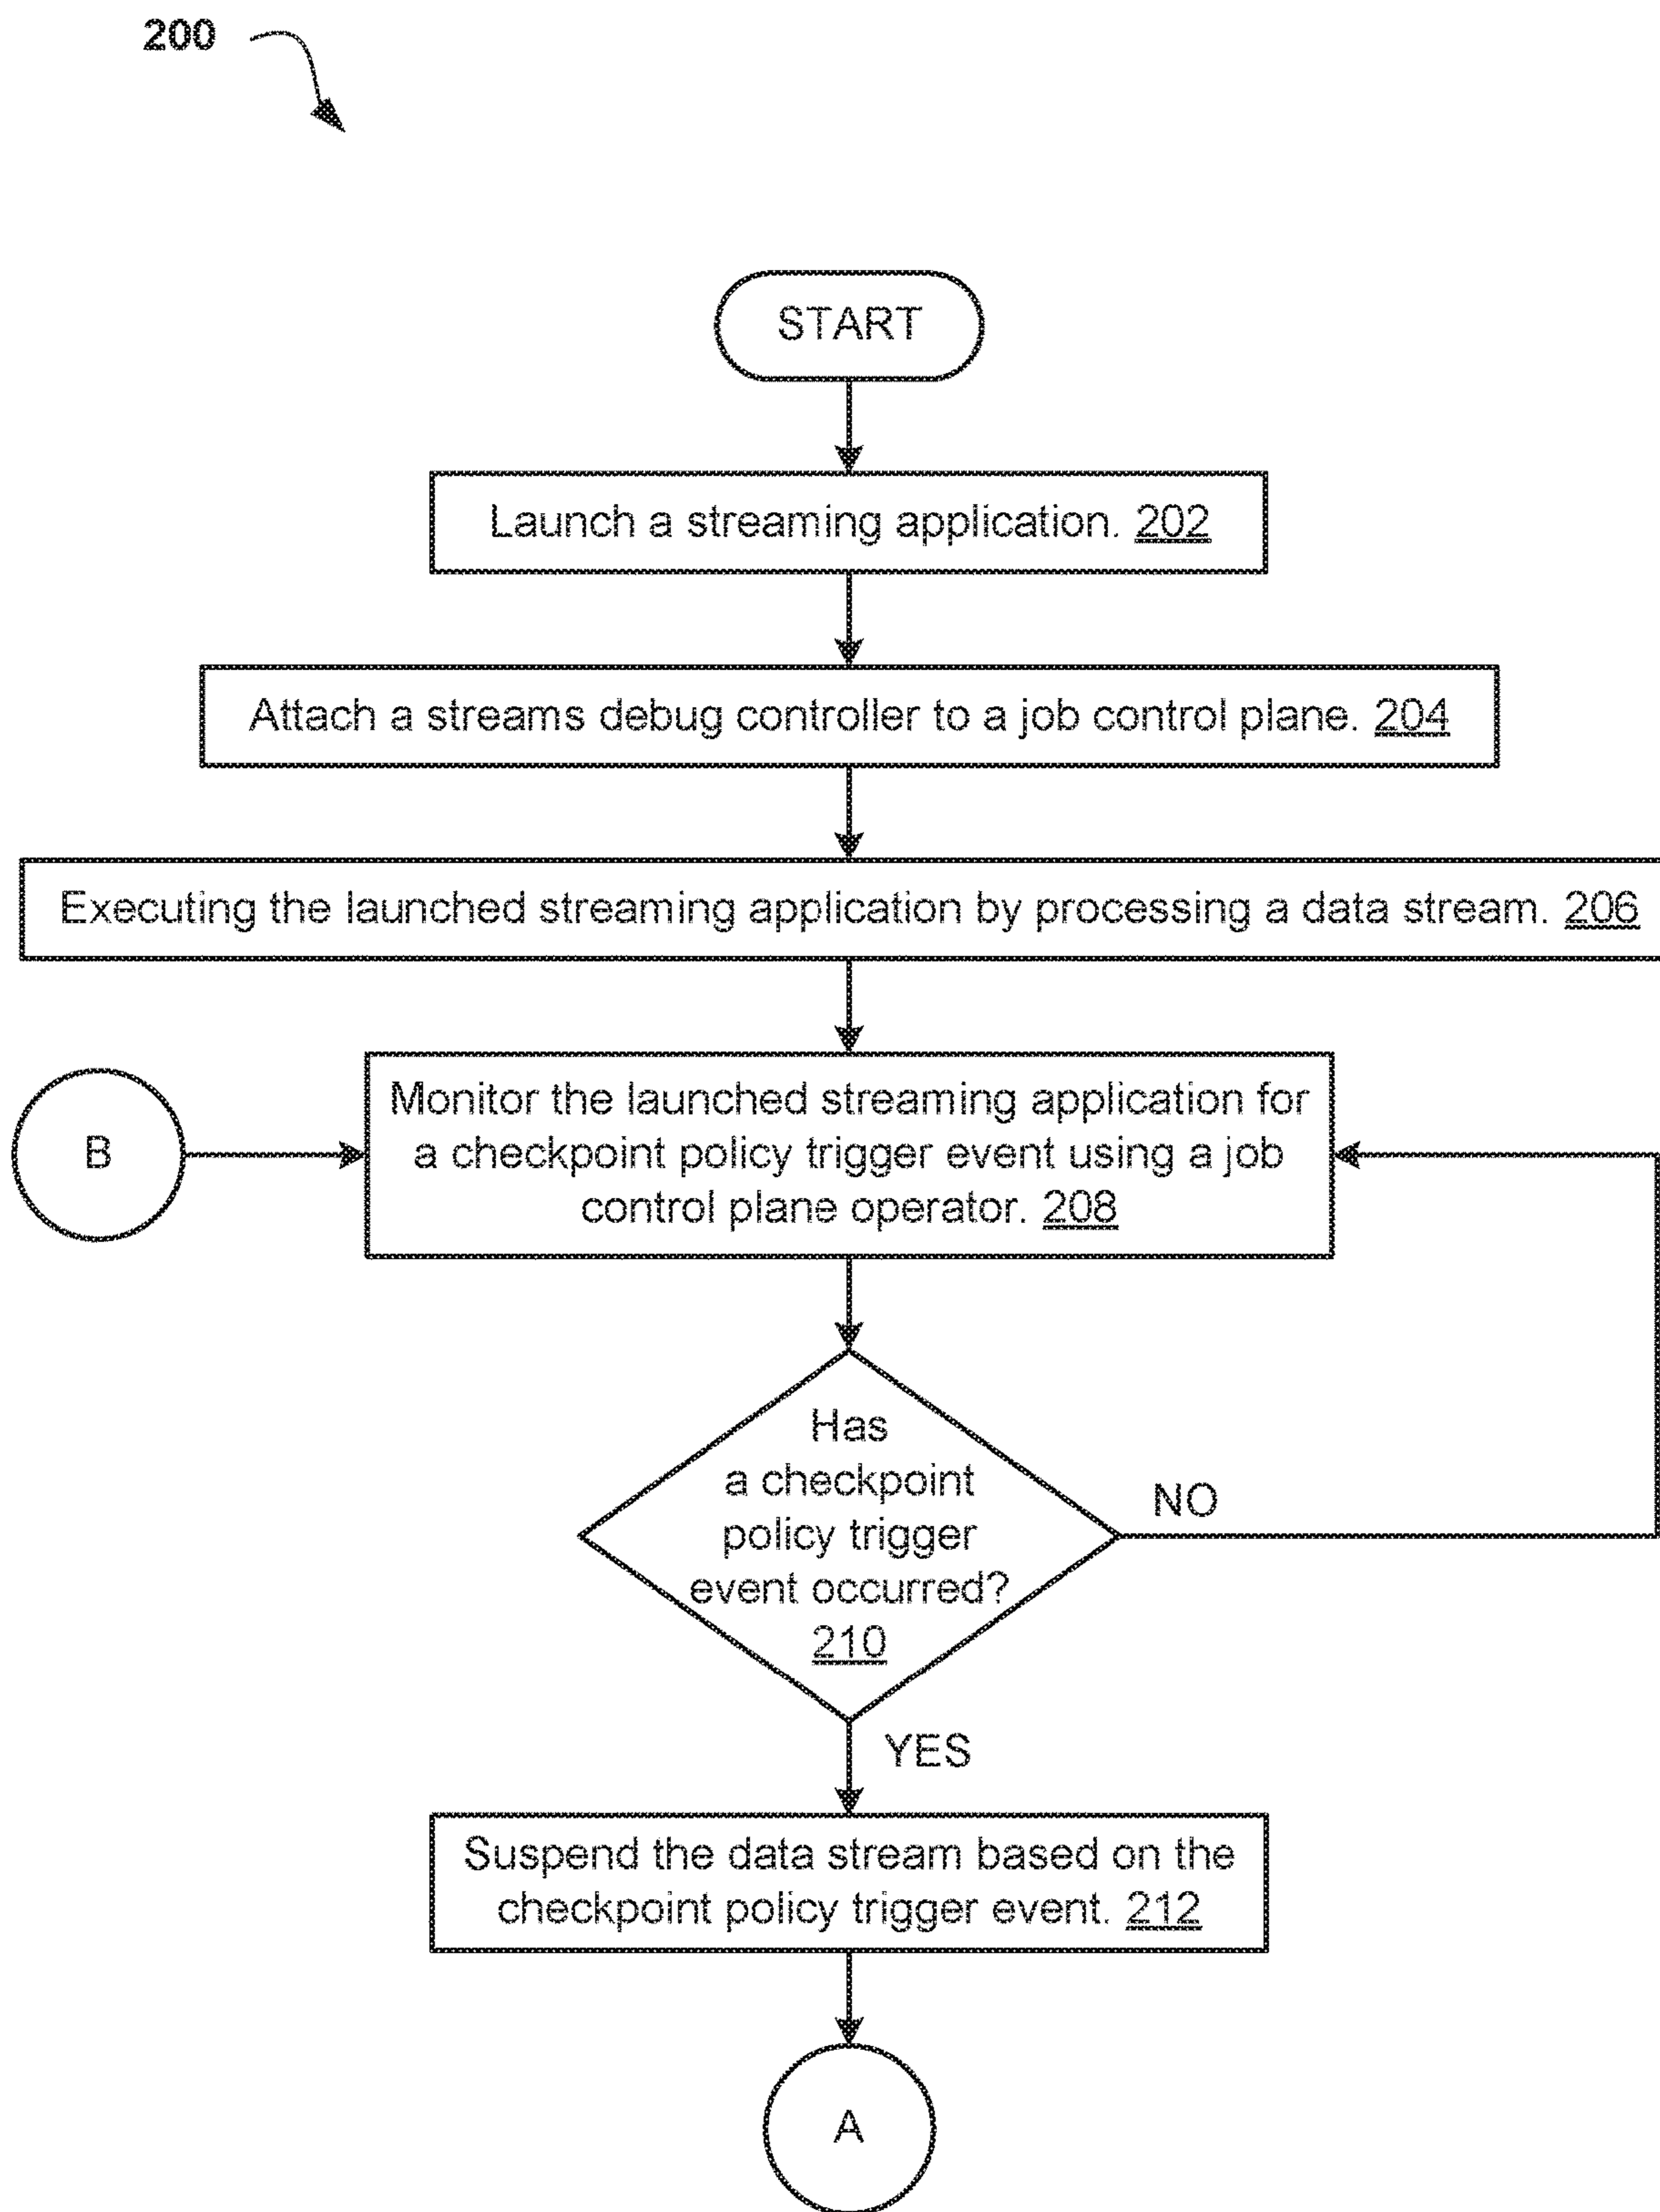 200
START
Launch a streaming application. 202
Attach a streams debug controller to a job control plane. 204
Executing the launched streaming application by processing a data stream. 206
B
Monitor the launched streaming application for
a checkpoint policy trigger event using a job
control plane operator. 208
Has
a checkpoint
policy trigger
event occurred?
210
NO
YES
Suspend the data stream based on the
checkpoint policy trigger event. 212
A